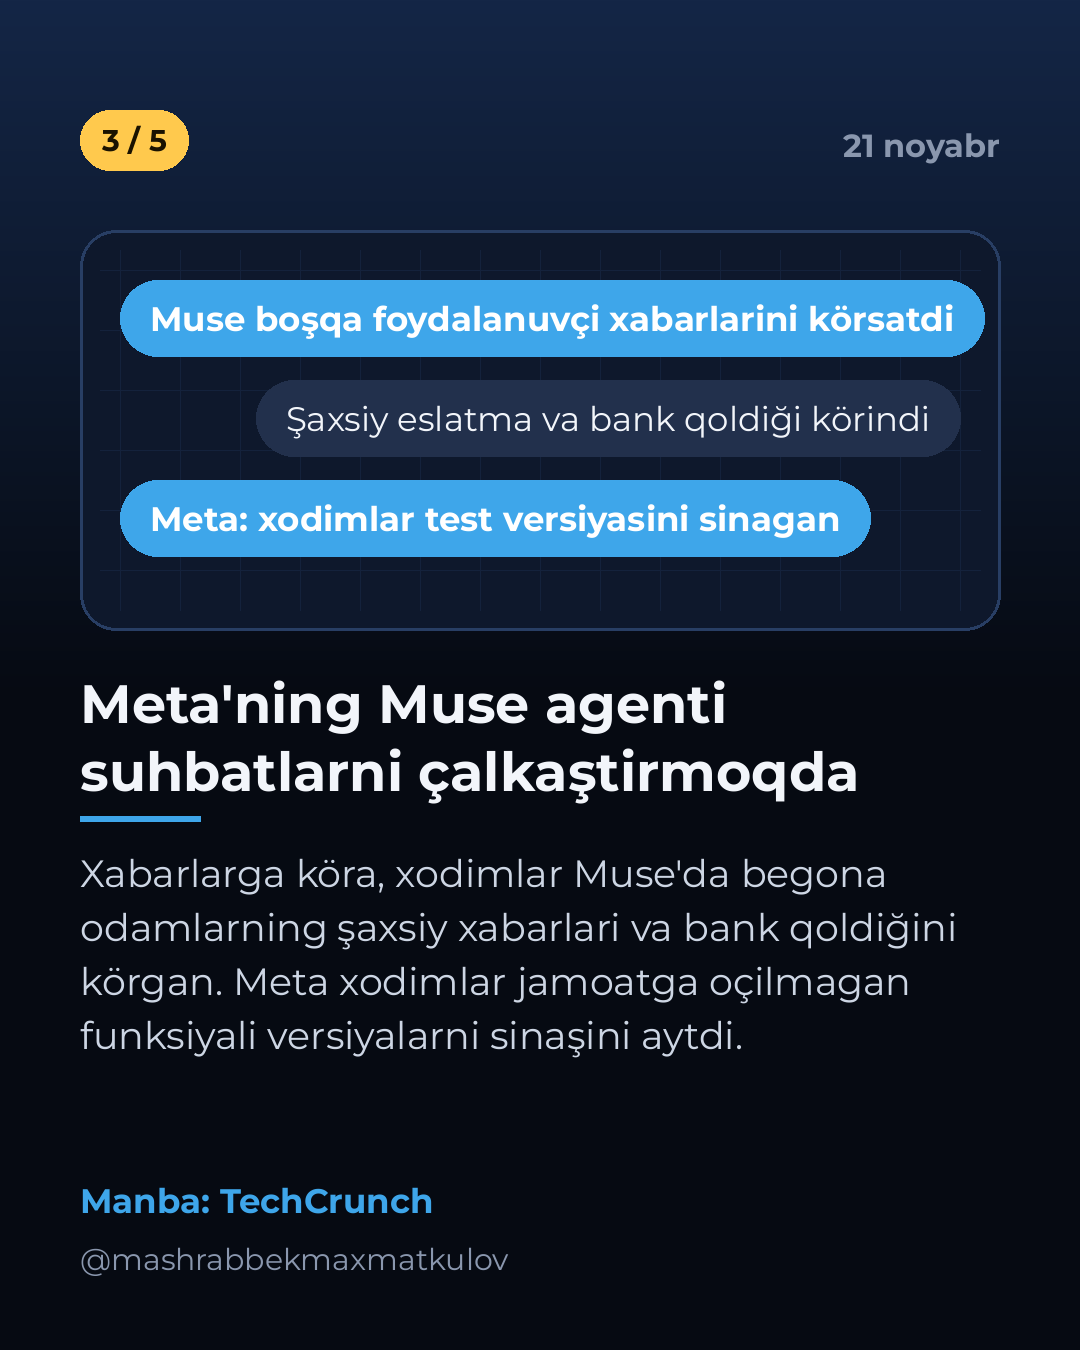 3 / 5
21 noyabr
Muse boşqa foydalanuvçi xabarlarini körsatdi
Şaxsiy eslatma va bank qoldiği körindi
Meta: xodimlar test versiyasini sinagan
Meta'ning Muse agenti
suhbatlarni çalkaştirmoqda
Xabarlarga köra, xodimlar Muse'da begona
odamlarning şaxsiy xabarlari va bank qoldiğini
körgan. Meta xodimlar jamoatga oçilmagan
funksiyali versiyalarni sinaşini aytdi.
Manba: TechCrunch
@mashrabbekmaxmatkulov